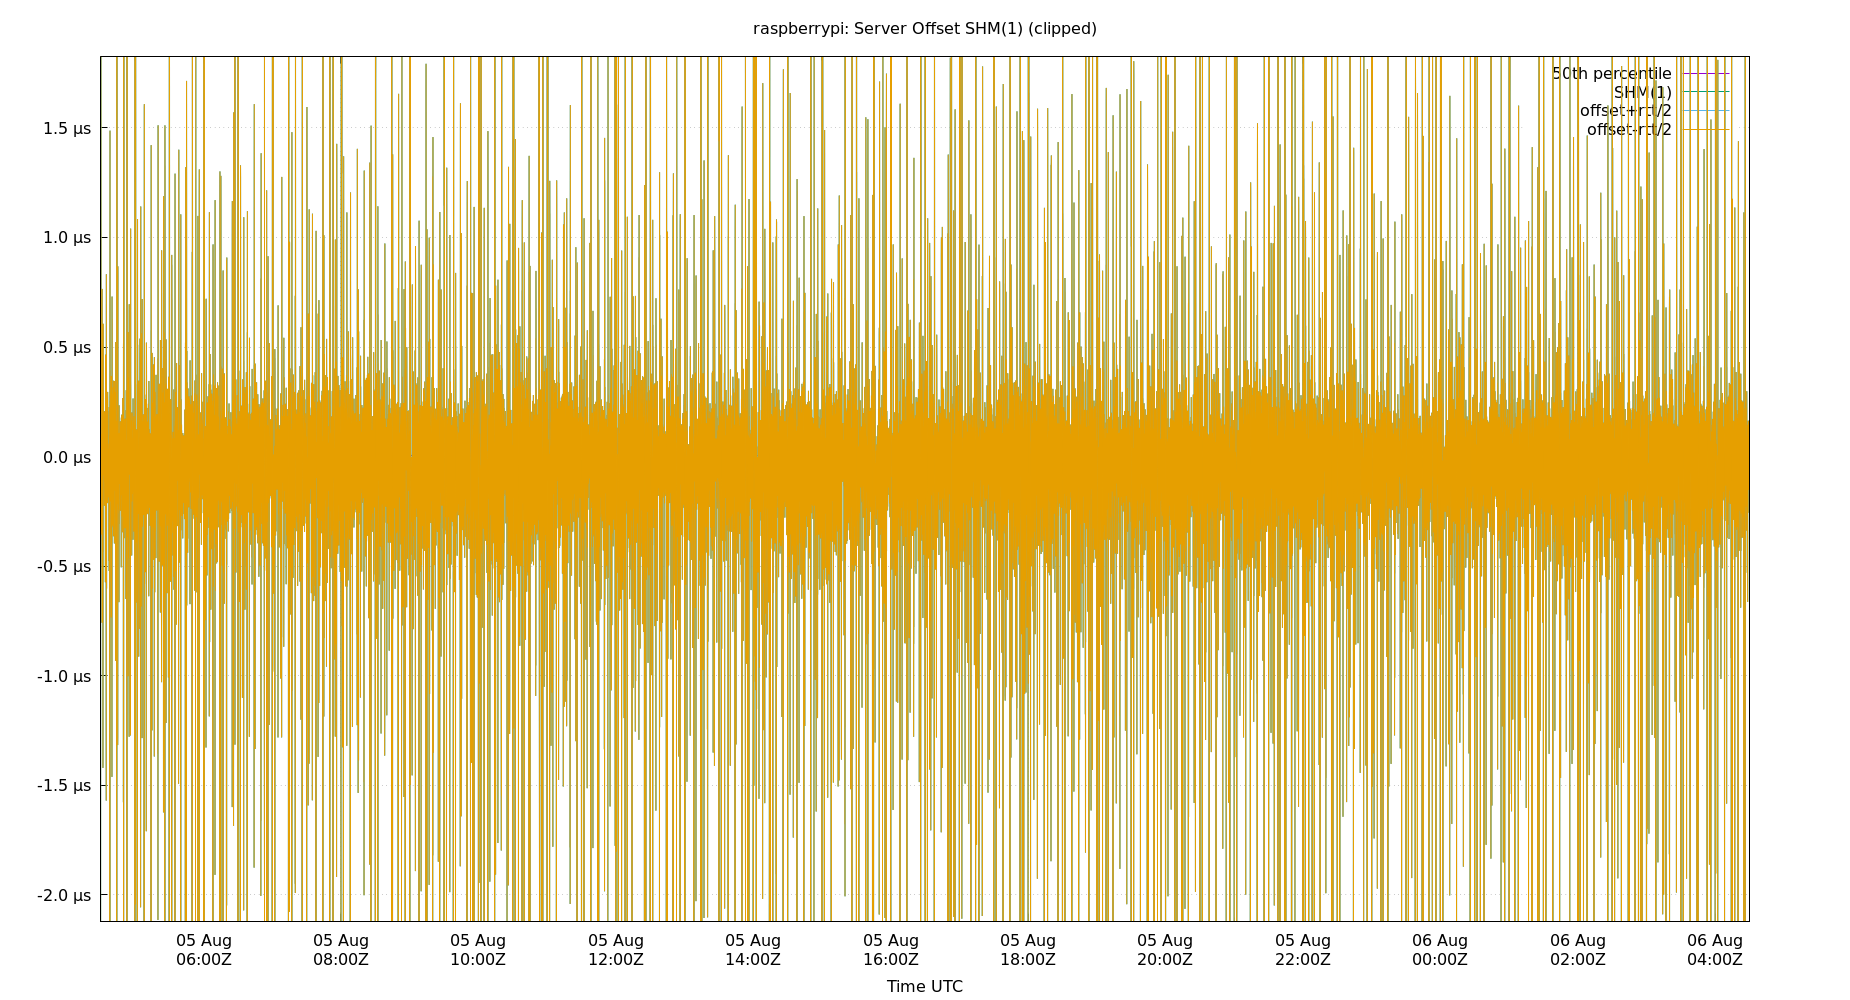 raspberrypi: Server Offset SHM(1) (clipped)
50th percentile
SHM(1)
offset+rtt/2
offset-rtt/2
1.5 µs
1.0 µs
0.5 µs
0.0 µs
-0.5 µs
-1.0 µs
-1.5 µs
-2.0 µs
05 Aug 05 Aug 05 Aug 05 Aug 05 Aug 05 Aug 05 Aug 05 Aug 05 Aug 06 Aug 06 Aug 06 Aug
06:00Z 08:00Z 10:00Z 12:00Z 14:00Z 16:00Z 18:00Z 20:00Z 22:00Z 00:00Z 02:00Z 04:00Z
Time UTC